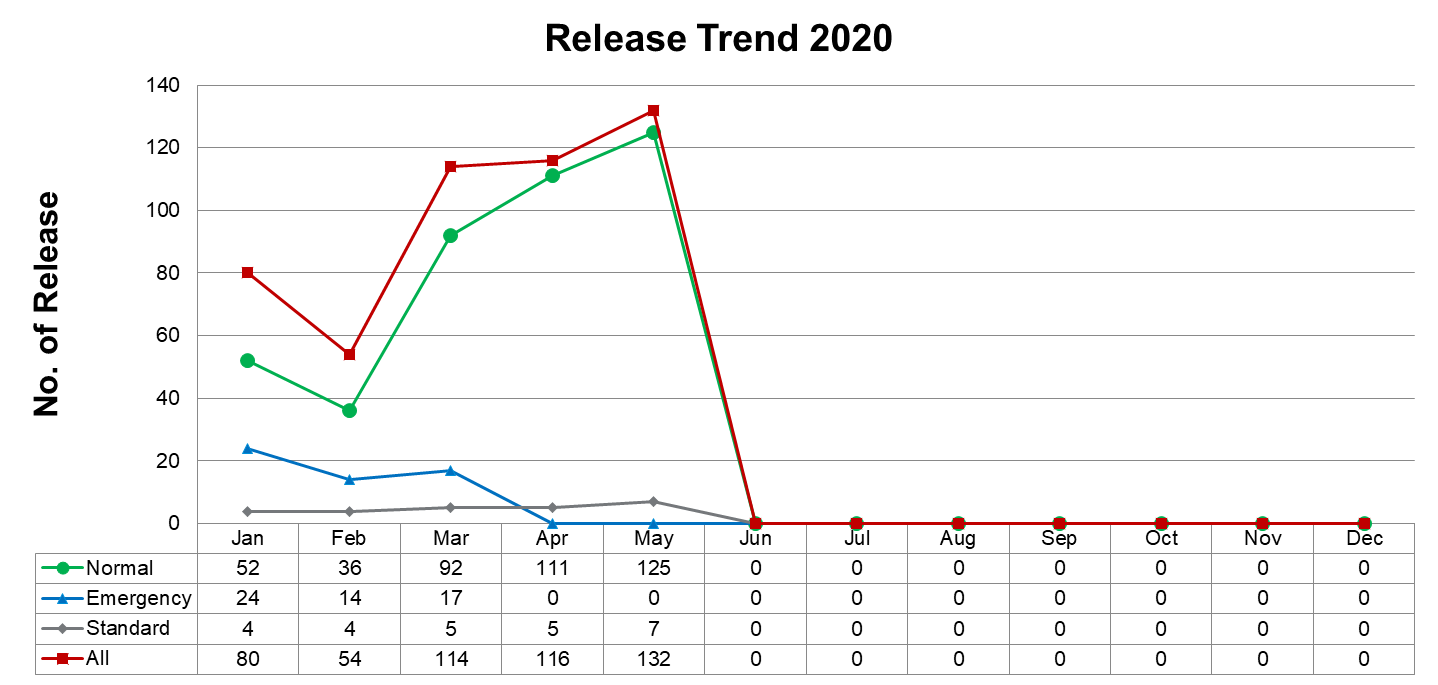 Release Trend 2020
No. of Release
140
120
100
80
60
40
20
0
Jan Feb Mar Apr May Jun Jul Aug Sep Oct Nov Dec
Normal 52 36 92 111 125 0 0 0 0 0 0 0
Emergency 24 14 17 0 0 0 0 0 0 0 0 0
Standard 4 4 5 5 7 0 0 0 0 0 0 0
All 80 54 114 116 132 0 0 0 0 0 0 0